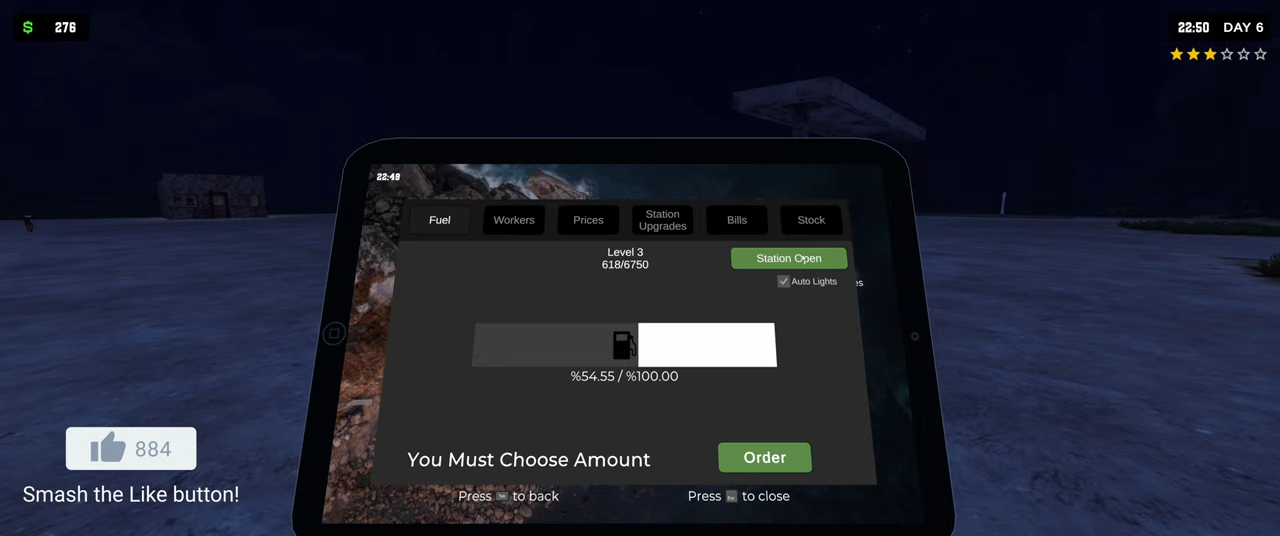 $ 276
22:50 DAY 6
22:49
Fuel
Workers
Prices
Station
Upgrades
Bills
Stock
Level 3
618/6750
Station Open
Auto Lights
es
%54.55 / %100.00
You Must Choose Amount
Order
Press to back
Press to close
884
Smash the Like button!